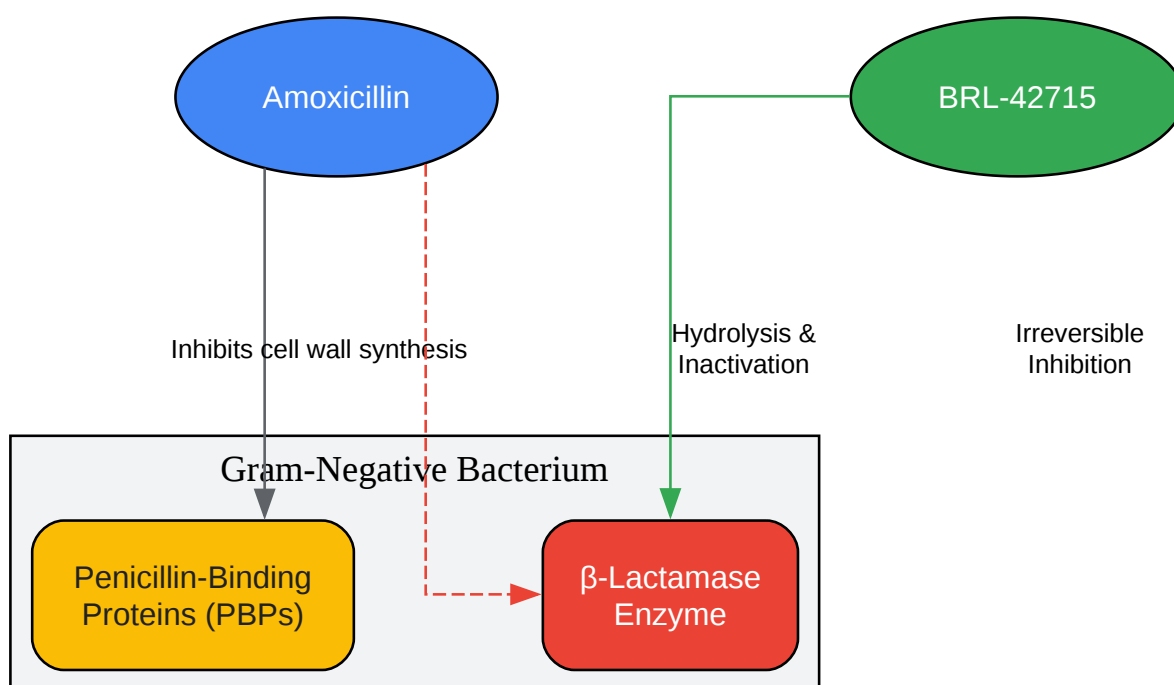 Amoxicillin
BRL-42715
Inhibits cell wall synthesis
Hydrolysis &
Inactivation
Irreversible
Inhibition
Gram-Negative Bacterium
Penicillin-Binding
Proteins (PBPs)
β-Lactamase
Enzyme